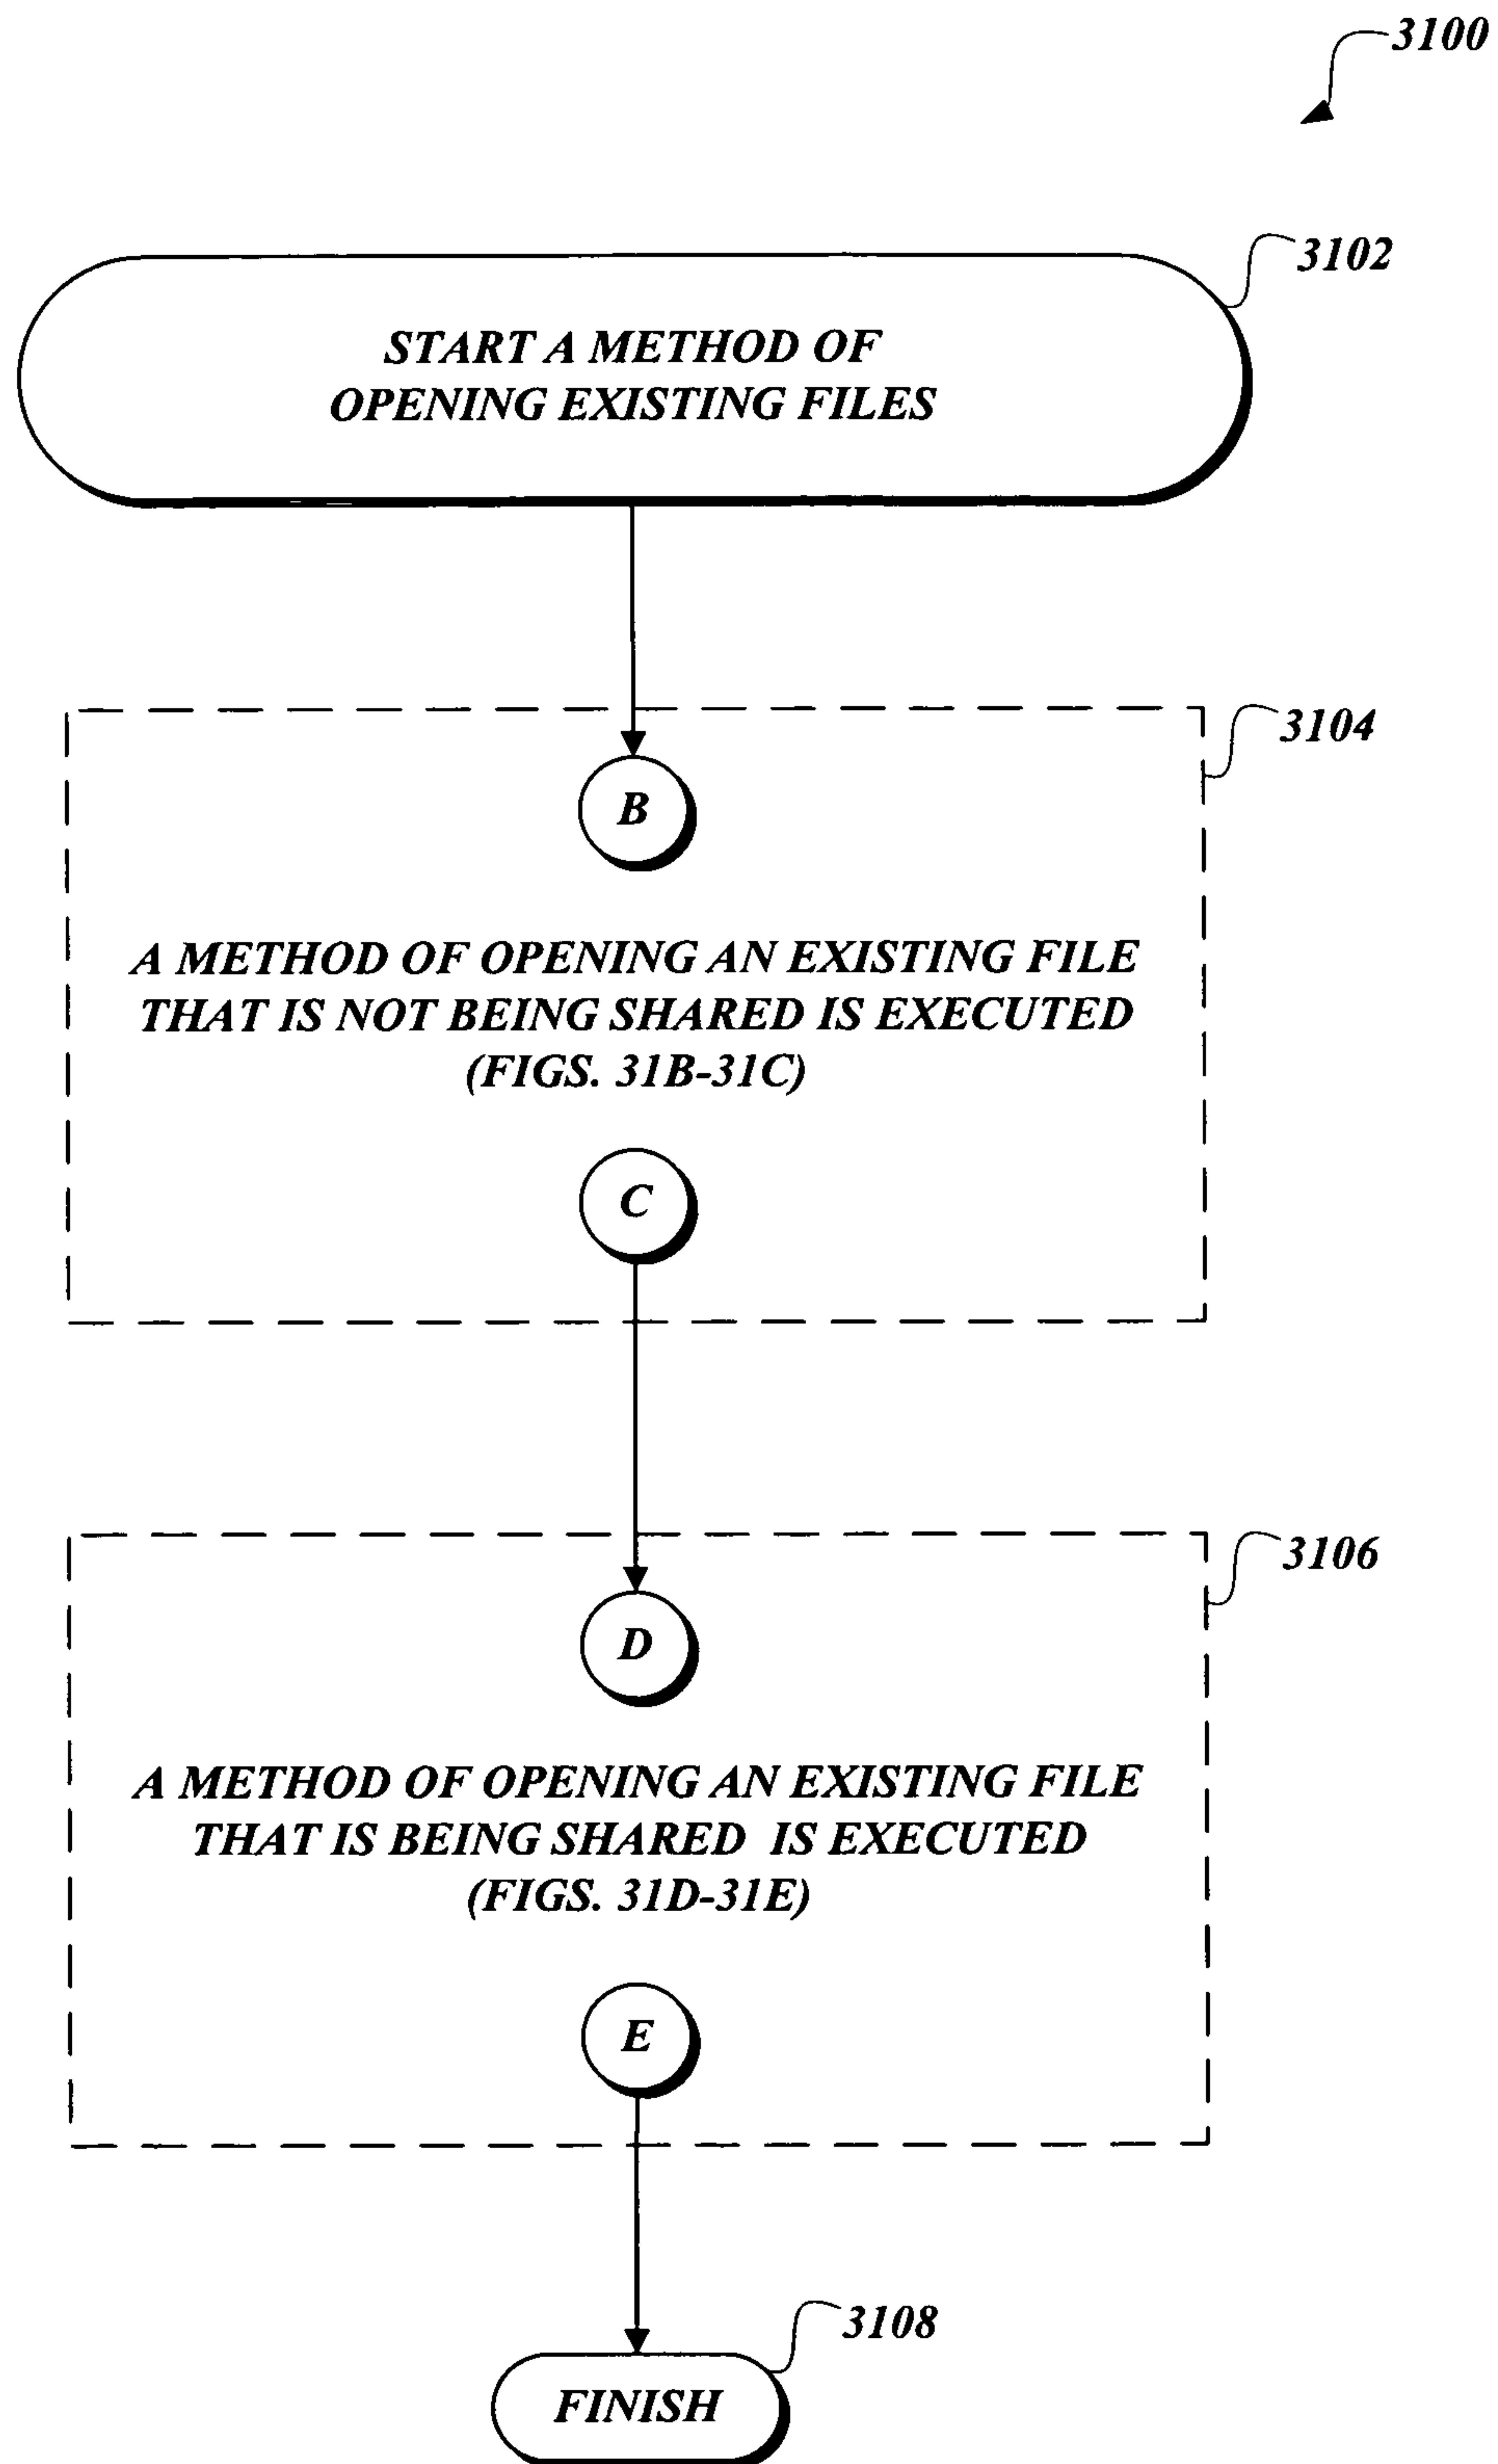 3100
3102
START A METHOD OF
OPENING EXISTING FILES
3104
B
A METHOD OF OPENING AN EXISTING FILE
THAT IS NOT BEING SHARED IS EXECUTED
(FIGS. 31B-31C)
C
3106
D
A METHOD OF OPENING AN EXISTING FILE
THAT IS BEING SHARED IS EXECUTED
(FIGS. 31D-31E)
E
3108
FINISH